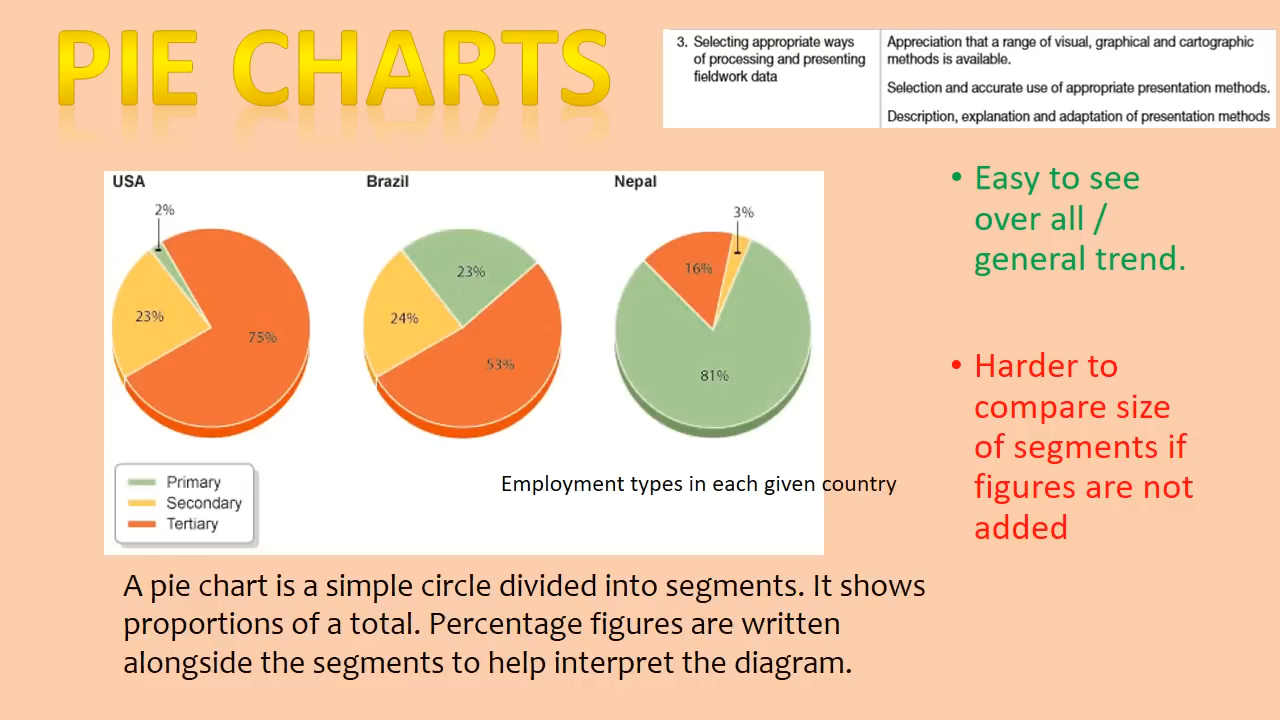 PIE CHARTS
3. Selecting appropriate ways
of processing and presenting
fieldwork data
Appreciation that a range of visual, graphical and cartographic
methods is available.
Selection and accurate use of appropriate presentation methods.
Description, explanation and adaptation of presentation methods
USA
2%
23%
75%
Brazil
23%
24%
53%
Nepal
3%
16%
81%
Primary
Secondary
Tertiary
Employment types in each given country
• Easy to see
over all /
general trend.
• Harder to
compare size
of segments if
figures are not
added
A pie chart is a simple circle divided into segments. It shows
proportions of a total. Percentage figures are written
alongside the segments to help interpret the diagram.